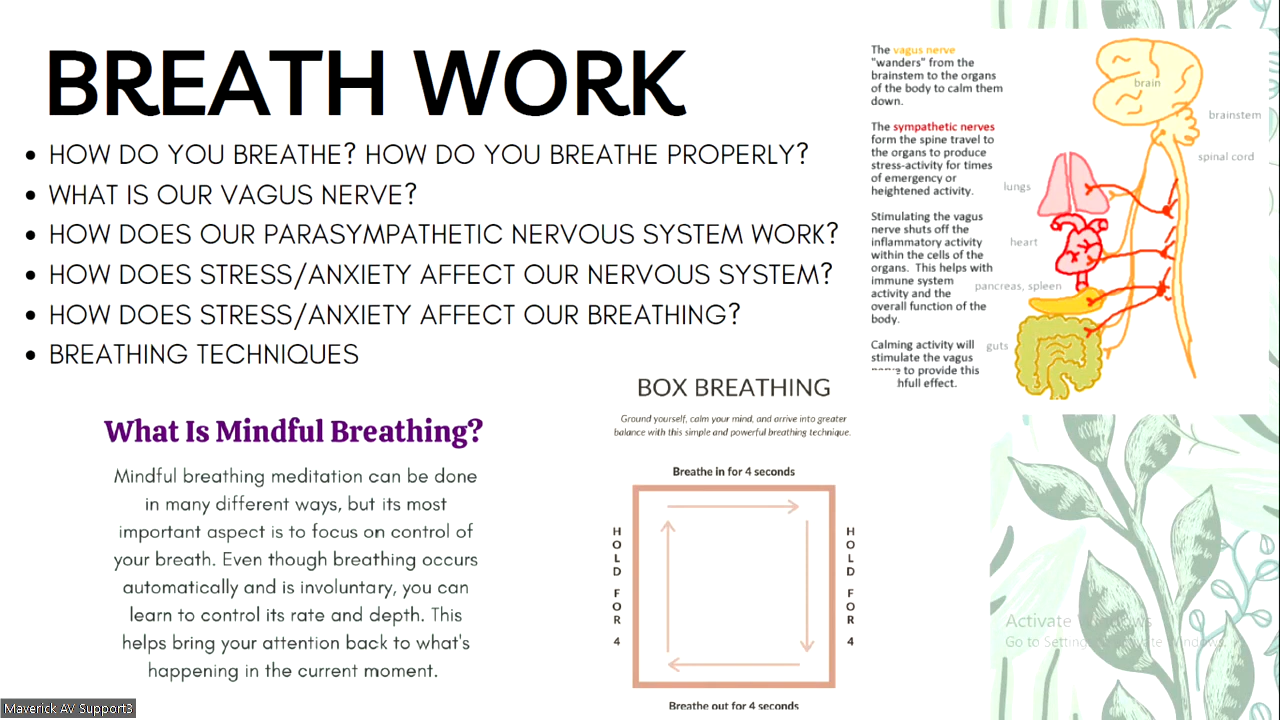 BREATH WORK
HOW DO YOU BREATHE? HOW DO YOU BREATHE PROPERLY?
WHAT IS OUR VAGUS NERVE?
HOW DOES OUR PARASYMPATHETIC NERVOUS SYSTEM WORK?
HOW DOES STRESS/ANXIETY AFFECT OUR NERVOUS SYSTEM?
HOW DOES STRESS/ANXIETY AFFECT OUR BREATHING?
BREATHING TECHNIQUES
The vagus nerve
"wanders" from the
brainstem to the organs
of the body to calm them
down.
The sympathetic nerves
form the spine travel to
the organs to produce
stress-activity for times
of emergency or
heightened activity.
Stimulating the vagus
nerve shuts off the
inflammatory activity
within the cells of the
organs. This helps with
immune system
activity and the
overall function of the
body.
Calming activity will
stimulate the vagus
to provide this
hfull effect.
brain
brainstem
spinal cord
lungs
heart
pancreas, spleen
guts
What Is Mindful Breathing?
Mindful breathing meditation can be done
in many different ways, but its most
important aspect is to focus on control of
your breath. Even though breathing occurs
automatically and is involuntary, you can
learn to control its rate and depth. This
helps bring your attention back to what's
happening in the current moment.
BOX BREATHING
Ground yourself, calm your mind, and arrive into greater
balance with this simple and powerful breathing technique.
Breathe in for 4 seconds
HOLD FOR 4
HOLD FOR 4
Breathe out for 4 seconds
Activate Windows
Go to Settings to activate Windows.
Maverick AV Support3